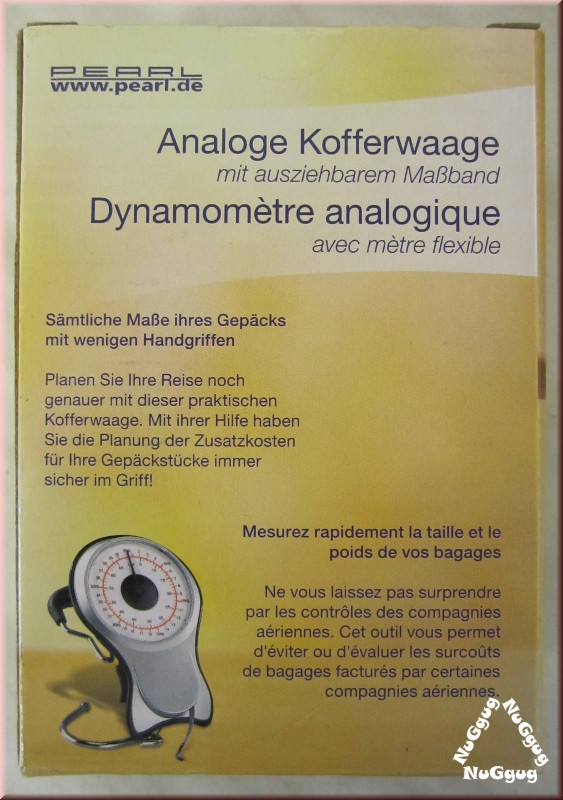 PEARL
www.pearl.de
Analoge Kofferwaage
mit ausziehbarem Maßband
Dynamomètre analogique
avec mètre flexible
Sämtliche Maße ihres Gepäcks
mit wenigen Handgriffen
Planen Sie Ihre Reise noch
genauer mit dieser praktischen
Kofferwaage. Mit ihrer Hilfe haben
Sie die Planung der Zusatzkosten
für Ihre Gepäckstücke immer
sicher im Griff!
Mesurez rapidement la taille et le
poids de vos bagages
Ne vous laissez pas surprendre
par les contrôles des compagnies
aériennes. Cet outil vous permet
d'éviter ou d'évaluer les surcoûts
de bagages facturés par certaines
compagnies aériennes.
NuGgug
NuGgug
NuGgug